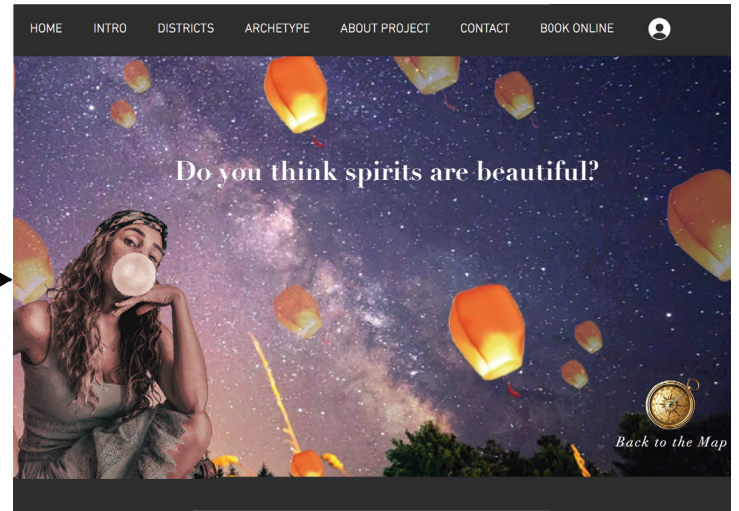 HOME INTRO DISTRICTS ARCHETYPE ABOUT PROJECT CONTACT BOOK ONLINE
Do you think spirits are beautiful?
Back to the Map